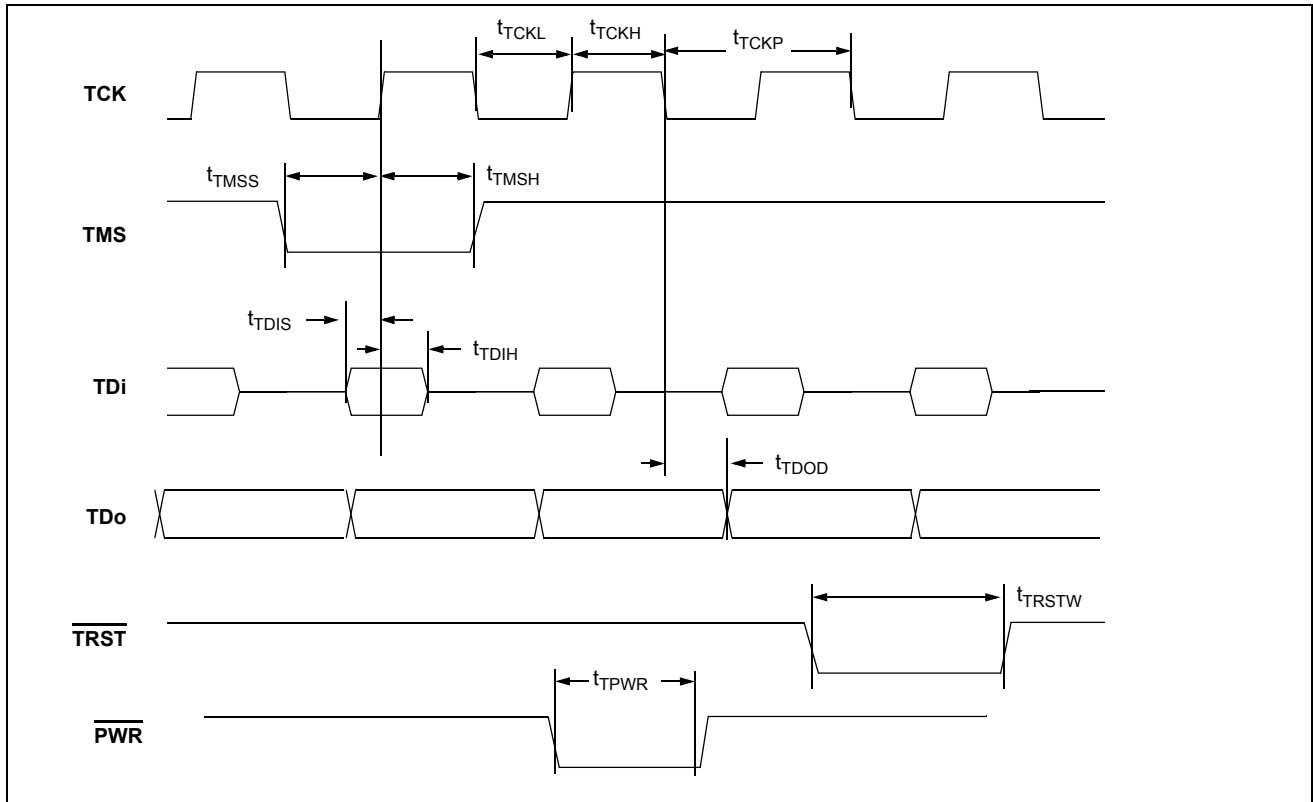 tTCKL
tTCKH
tTCKP
TCK
tTMSS
tTMSH
TMS
tTDIS
tTDIH
TDi
tTDOD
TDo
tTRSTW
TRST
tTPWR
PWR